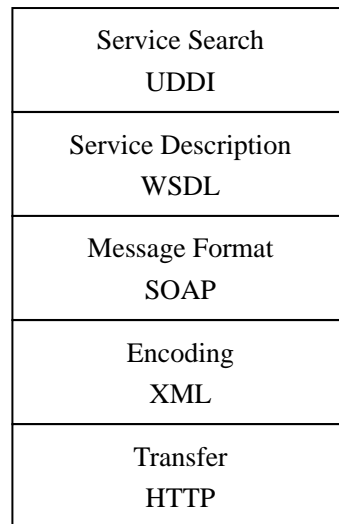 Service Search
UDDI
Service Description
WSDL
Message Format
SOAP
Encoding
XML
Transfer
HTTP